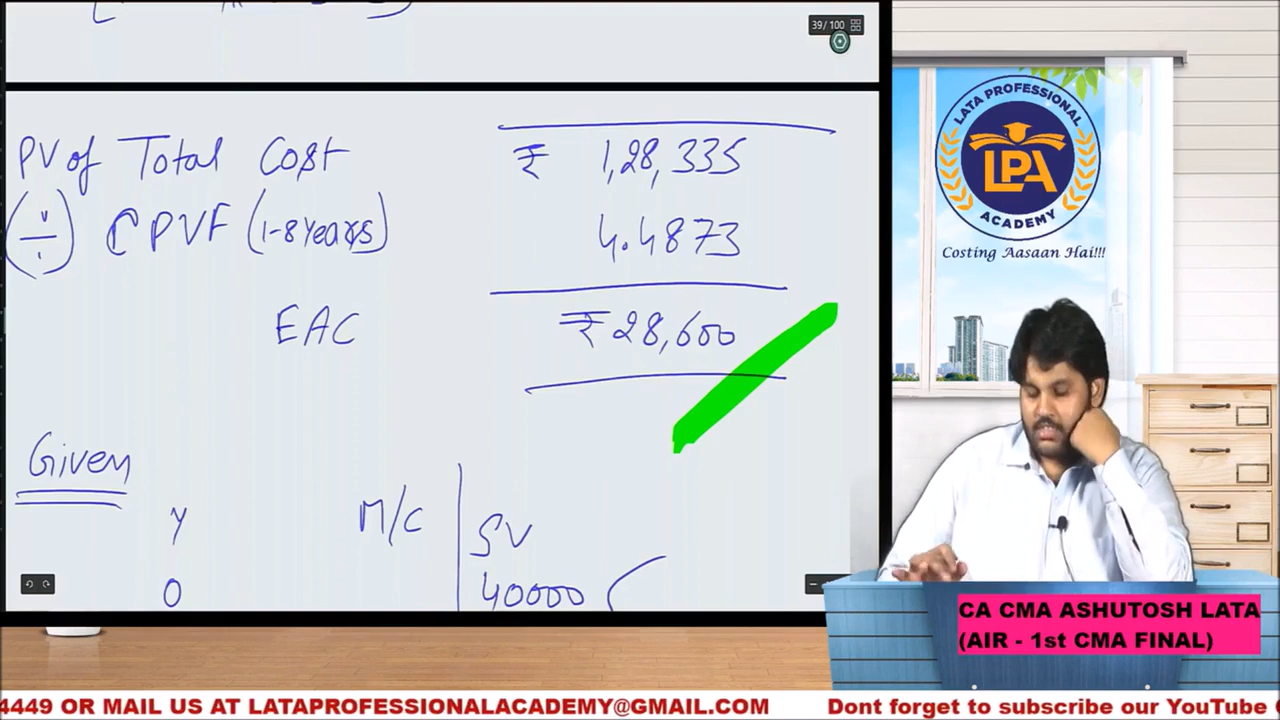 39/100
PV of Total Cost ₹ 1,28,335
(÷) CPVF (1-8 years) 4.4873
EAC ₹ 28,600
Given
Y M/C SV
0 40000
LATA PROFESSIONAL
LPA
ACADEMY
Costing Aasaan Hai!!!
CA CMA ASHUTOSH LATA
(AIR - 1st CMA FINAL)
4449 OR MAIL US AT LATAPROFESSIONALACADEMY@GMAIL.COM Dont forget to subscribe our YouTube